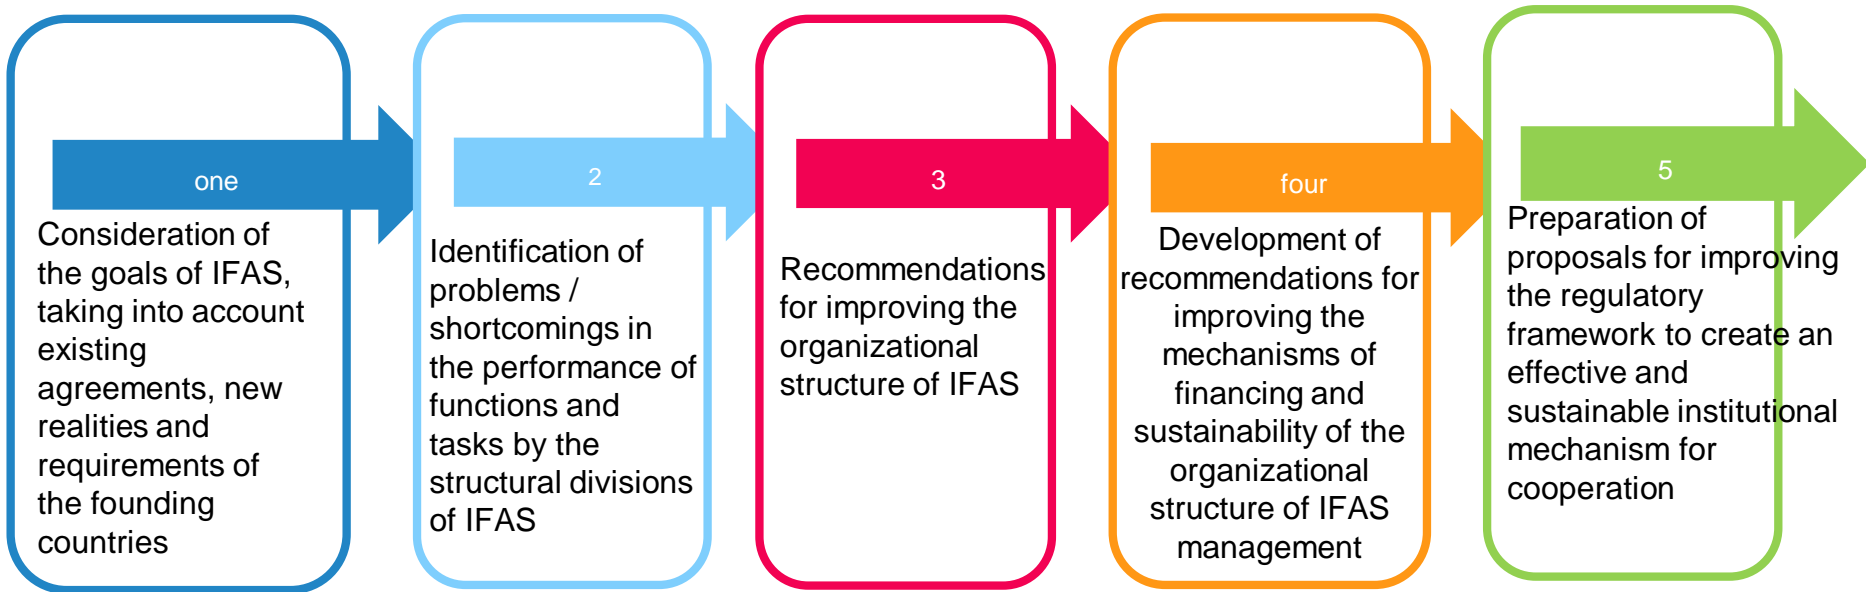 one
Consideration of
the goals of IFAS,
taking into account
existing
agreements, new
realities and
requirements of
the founding
countries
2
Identification of
problems /
shortcomings in
the performance of
functions and
tasks by the
structural divisions
of IFAS
3
Recommendations
for improving the
organizational
structure of IFAS
four
Development of
recommendations for
improving the
mechanisms of
financing and
sustainability of the
organizational
structure of IFAS
management
5
Preparation of
proposals for improving
the regulatory
framework to create an
effective and
sustainable institutional
mechanism for
cooperation